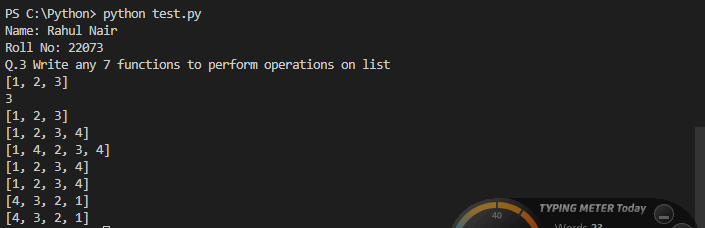 PS C:\Python> python test.py
Name: Rahul Nair
Roll No: 22073
Q.3 Write any 7 functions to perform operations on list
[1, 2, 3]
3
[1, 2, 3]
[1, 2, 3, 4]
[1, 4, 2, 3, 4]
[1, 2, 3, 4]
[1, 2, 3, 4]
[4, 3, 2, 1]
[4, 3, 2, 1]
TYPING METER Today
40
Words 23